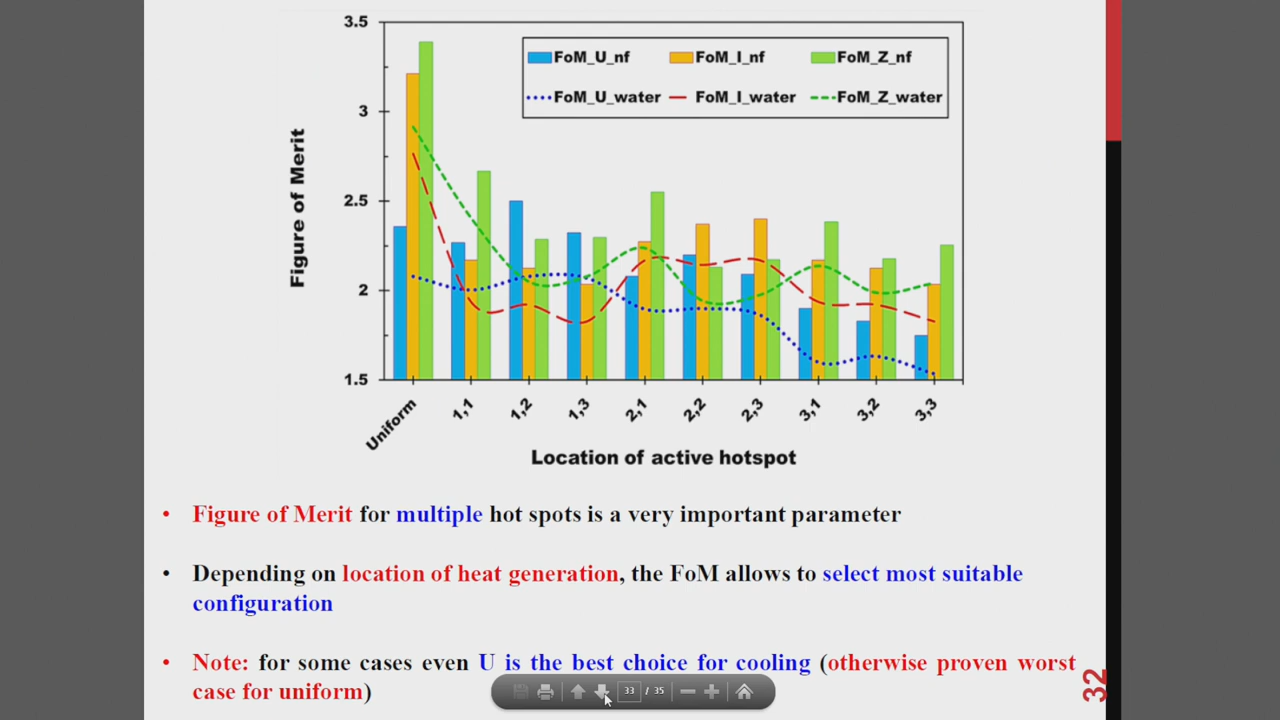 3.5
3
2.5
2
1.5
Figure of Merit
FoM_U_nf FoM_I_nf FoM_Z_nf
FoM_U_water FoM_I_water FoM_Z_water
Uniform 1,1 1,2 1,3 2,1 2,2 2,3 3,1 3,2 3,3
Location of active hotspot
• Figure of Merit for multiple hot spots is a very important parameter
• Depending on location of heat generation, the FoM allows to select most suitable
configuration
• Note: for some cases even U is the best choice for cooling (otherwise proven worst
case for uniform)
33 / 35
32